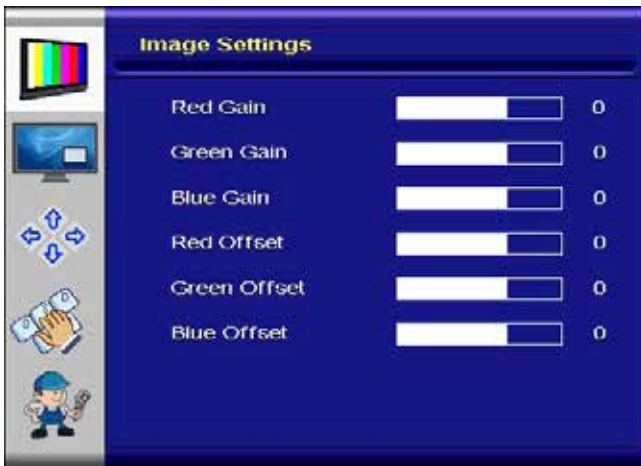 Image Settings
Red Gain 0
Green Gain 0
Blue Gain 0
Red Offset 0
Green Offset 0
Blue Offset 0